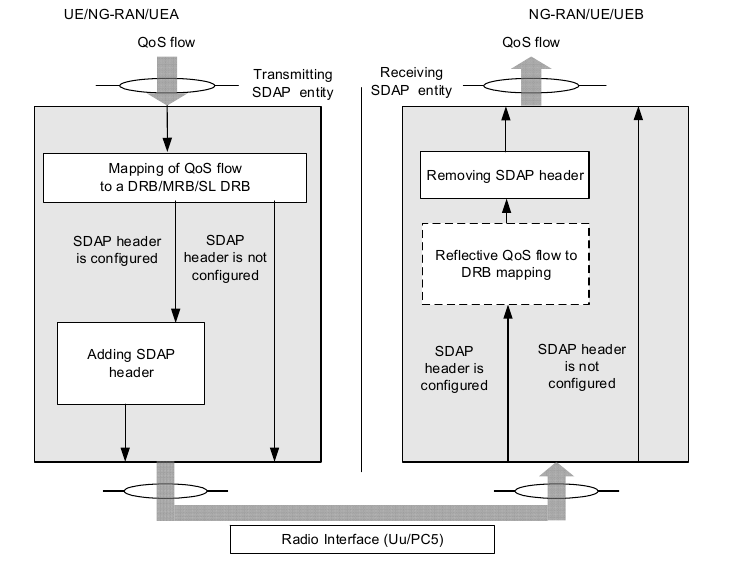 UE/NG-RAN/UEA
QoS flow
Transmitting
SDAP entity
Mapping of QoS flow
to a DRB/MRB/SL DRB
SDAP header
is configured
SDAP
header is not
configured
Adding SDAP
header
NG-RAN/UE/UEB
QoS flow
Receiving
SDAP entity
Removing SDAP header
Reflective QoS flow to
DRB mapping
SDAP
header is
configured
SDAP header
is not
configured
Radio Interface (Uu/PC5)